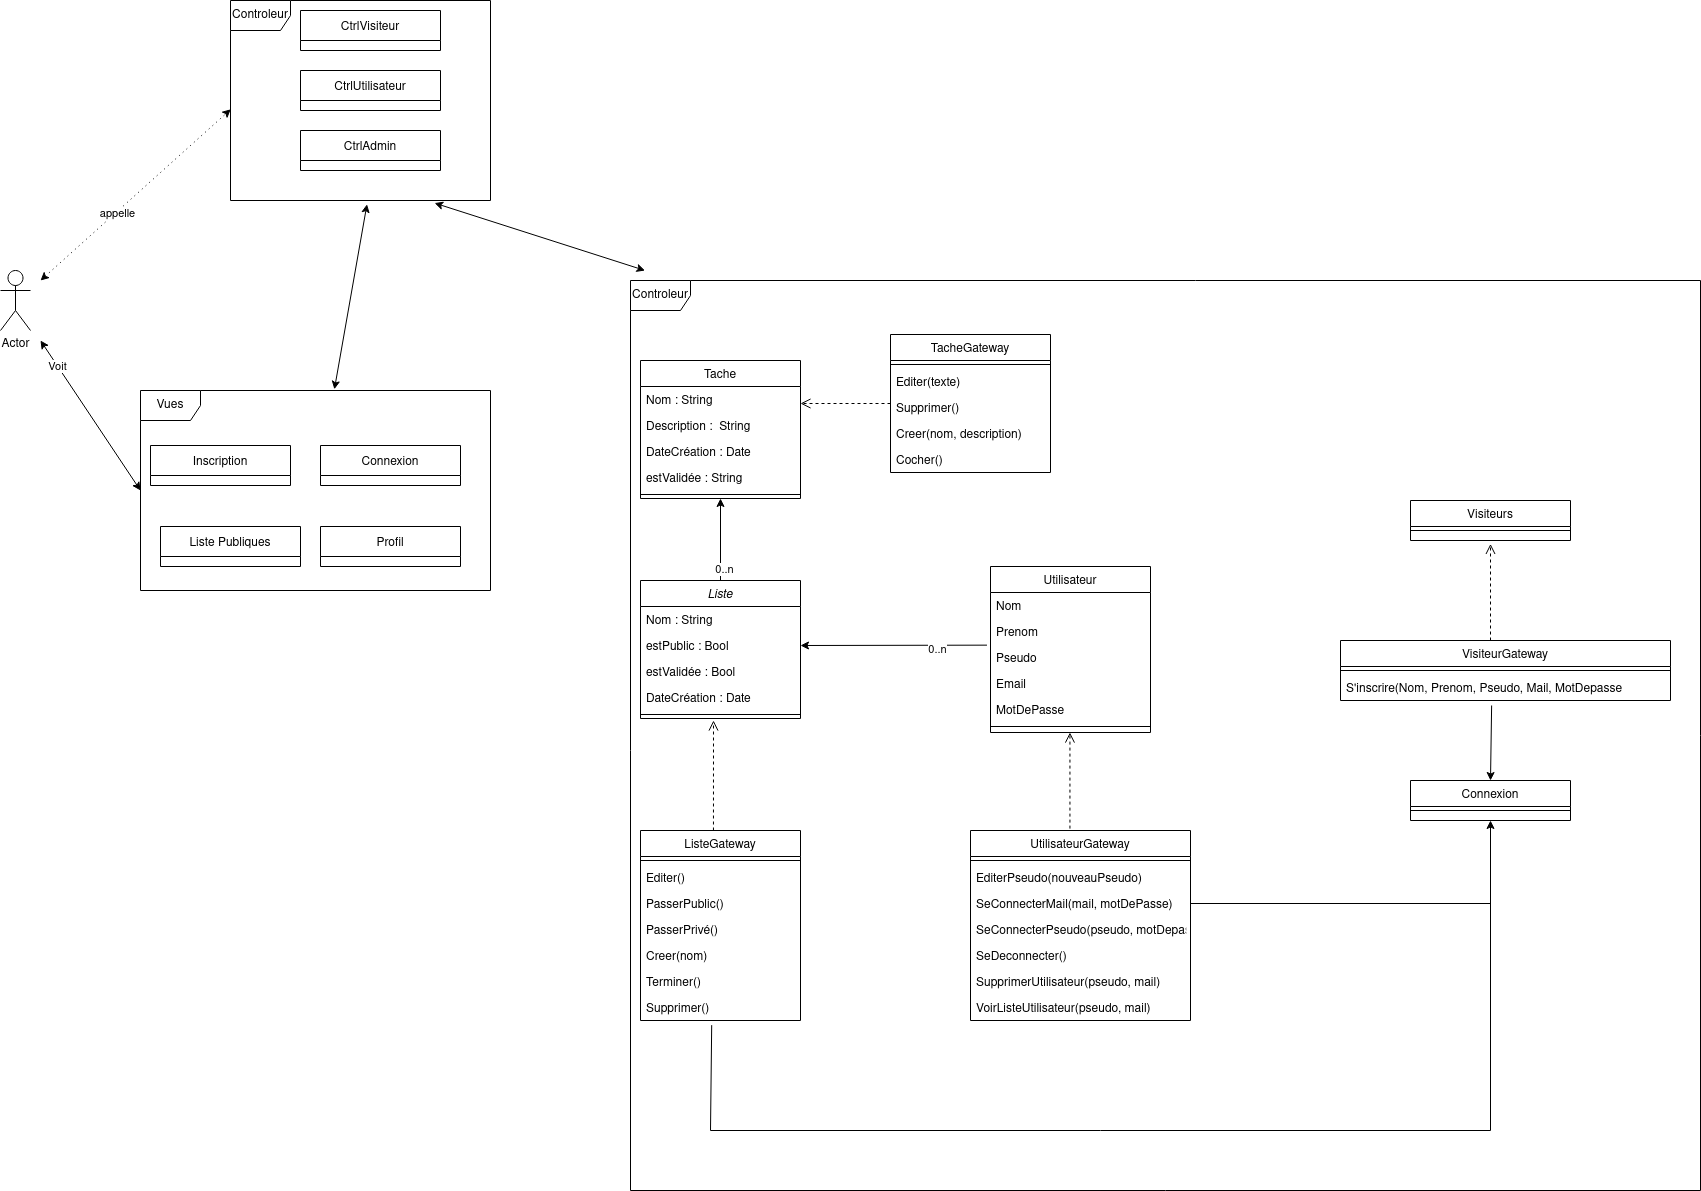 Controleur
CtrlVisiteur
CtrlUtilisateur
CtrlAdmin
appelle
Actor
Voit
Vues
Inscription
Connexion
Liste Publiques
Profil
Controleur
Tache
Nom : String
Description :  String
DateCréation : Date
estValidée : String
TacheGateway
Editer(texte)
Supprimer()
Creer(nom, description)
Cocher()
0..n
Liste
Nom : String
estPublic : Bool
estValidée : Bool
DateCréation : Date
0..n
Utilisateur
Nom
Prenom
Pseudo
Email
MotDePasse
Visiteurs
VisiteurGateway
S'inscrire(Nom, Prenom, Pseudo, Mail, MotDepasse
Connexion
ListeGateway
Editer()
PasserPublic()
PasserPrivé()
Creer(nom)
Terminer()
Supprimer()
UtilisateurGateway
EditerPseudo(nouveauPseudo)
SeConnecterMail(mail, motDePasse)
SeConnecterPseudo(pseudo, motDepas
SeDeconnecter()
SupprimerUtilisateur(pseudo, mail)
VoirListeUtilisateur(pseudo, mail)